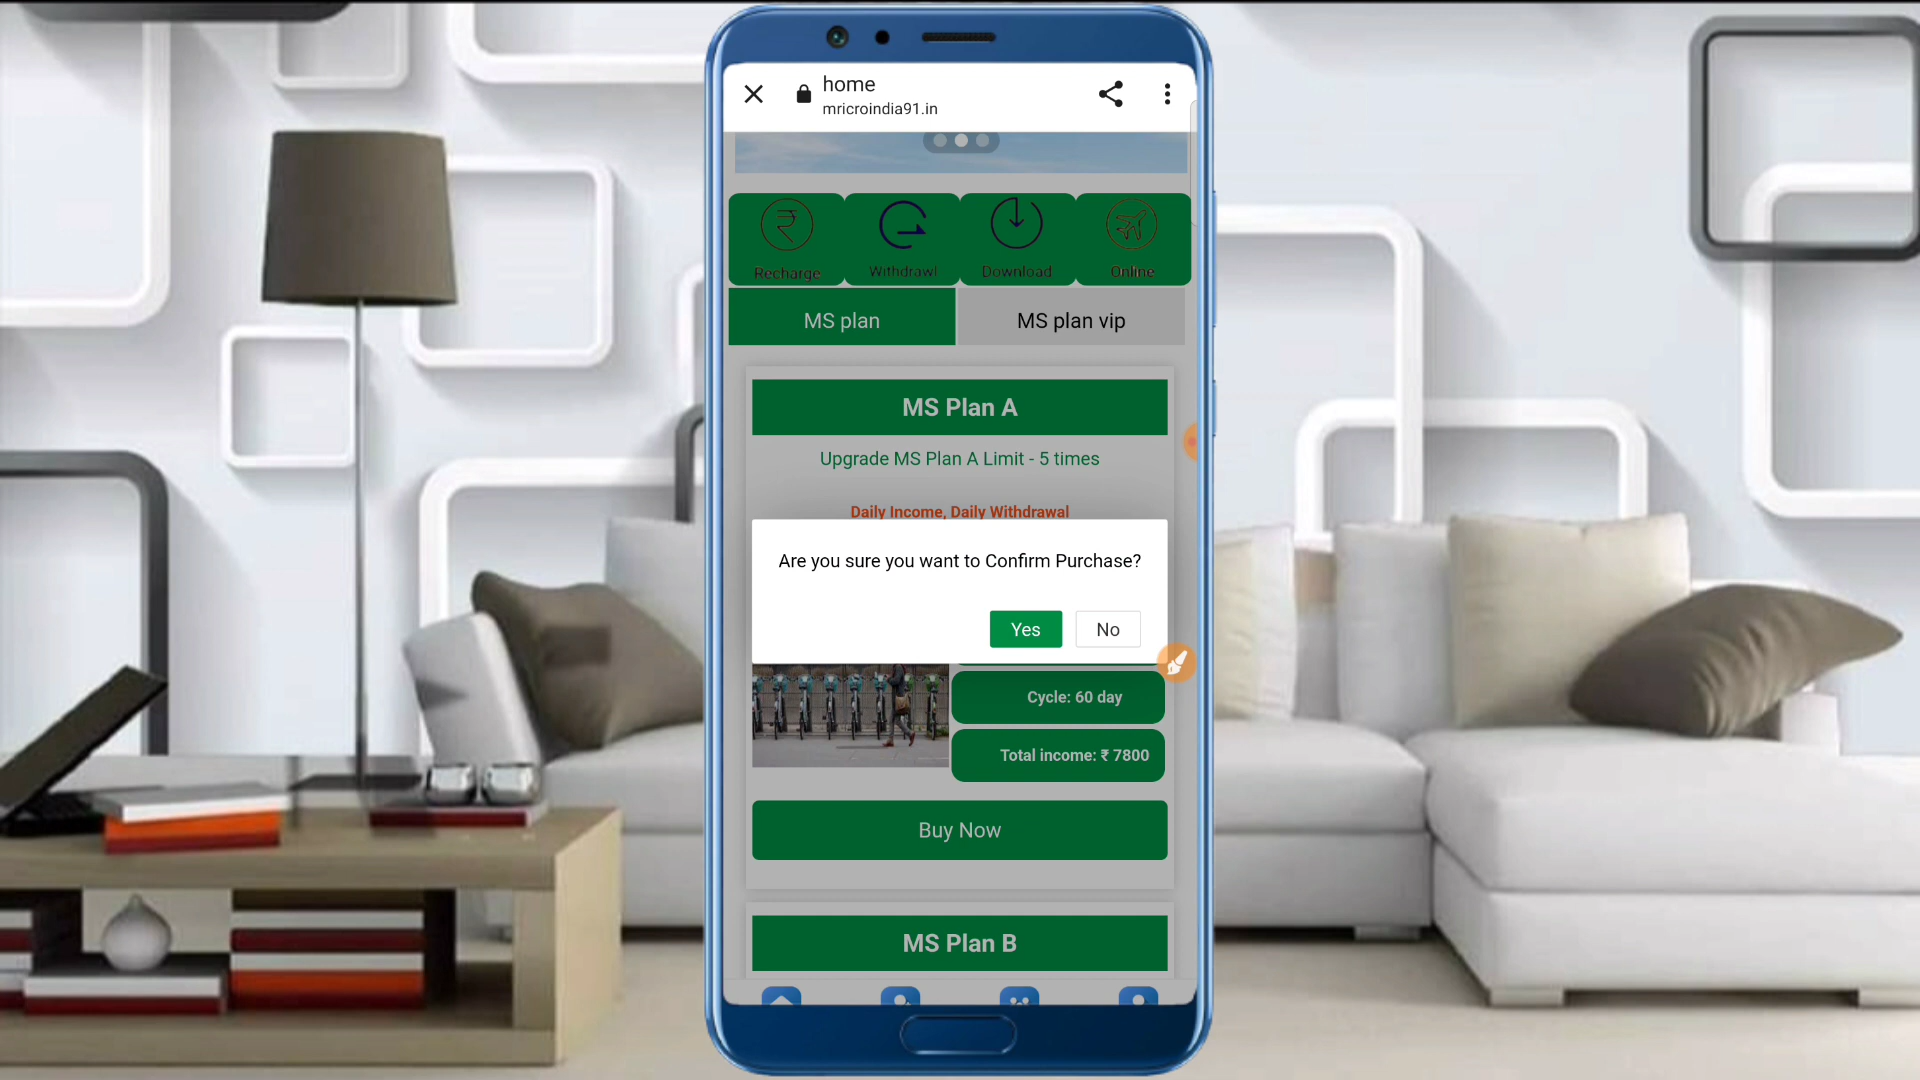 home
mricroindia91.in
Recharge
Withdrawl
Download
Online
MS plan
MS plan vip
MS Plan A
Upgrade MS Plan A Limit - 5 times
Daily Income, Daily Withdrawal
Are you sure you want to Confirm Purchase?
Yes
No
Cycle: 60 day
Total income: ₹ 7800
Buy Now
MS Plan B